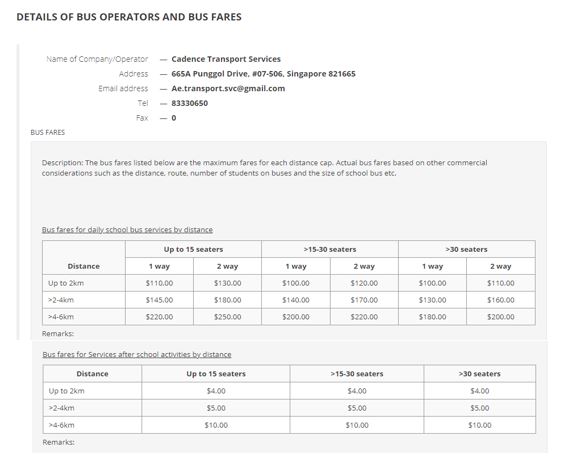 DETAILS OF BUS OPERATORS AND BUS FARES
Name of Company/Operator — Cadence Transport Services
Address — 665A Punggol Drive, #07-506, Singapore 821665
Email address — Ae.transport.svc@gmail.com
Tel — 83330650
Fax — 0
BUS FARES
Description: The bus fares listed below are the maximum fares for each distance cap. Actual bus fares based on other commercial
considerations such as the distance, route, number of students on buses and the size of school bus etc.
Bus fares for daily school bus services by distance
Up to 15 seaters >15-30 seaters >30 seaters
Distance 1 way 2 way 1 way 2 way 1 way 2 way
Up to 2km $110.00 $130.00 $100.00 $120.00 $100.00 $110.00
>2-4km $145.00 $180.00 $140.00 $170.00 $130.00 $160.00
>4-6km $220.00 $250.00 $200.00 $220.00 $180.00 $200.00
Remarks:
Bus fares for Services after school activities by distance
Distance Up to 15 seaters >15-30 seaters >30 seaters
Up to 2km $4.00 $4.00 $4.00
>2-4km $5.00 $5.00 $5.00
>4-6km $10.00 $10.00 $10.00
Remarks: